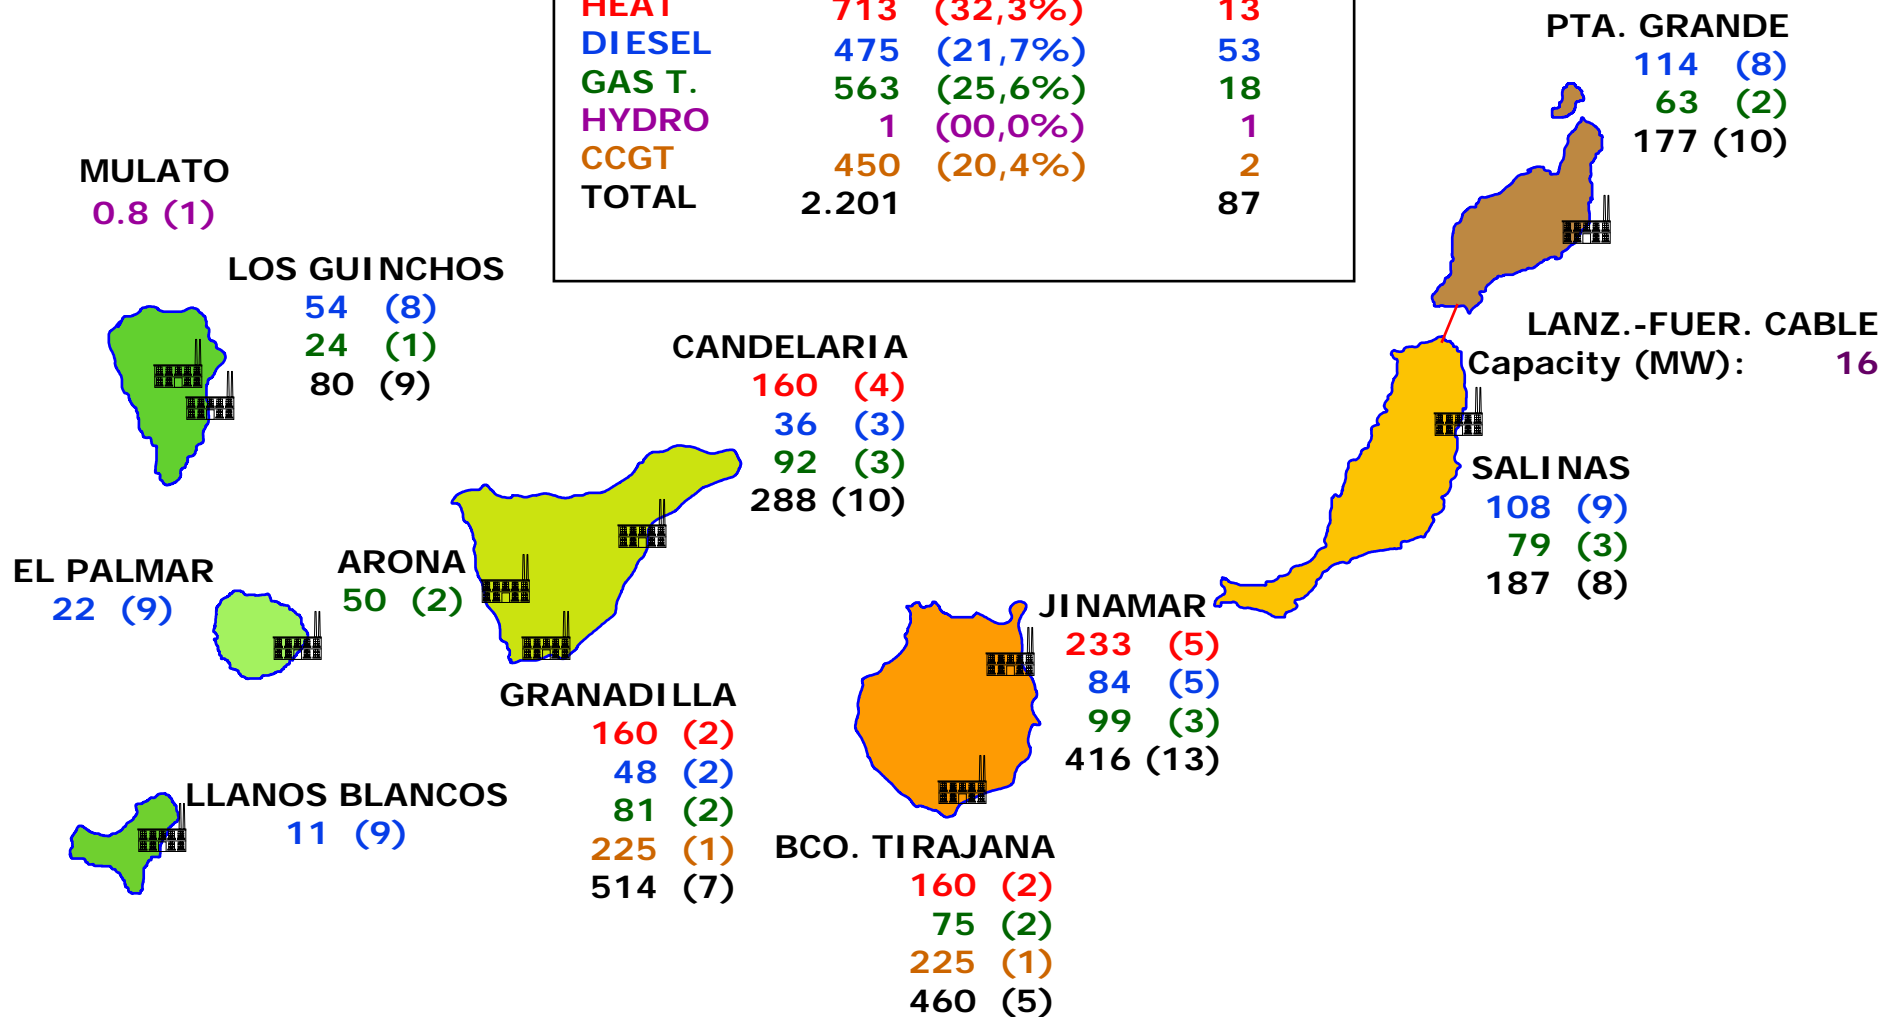 HEAT 713 (32,3%) 13
DIESEL 475 (21,7%) 53
GAS T. 563 (25,6%) 18
HYDRO 1 (00,0%) 1
CCGT 450 (20,4%) 2
TOTAL 2.201 87
PTA. GRANDE
114 (8)
63 (2)
177 (10)
MULATO
0.8 (1)
LOS GUINCHOS
54 (8)
24 (1)
80 (9)
LANZ.-FUER. CABLE
Capacity (MW): 16
CANDELARIA
160 (4)
36 (3)
92 (3)
288 (10)
SALINAS
108 (9)
79 (3)
187 (8)
EL PALMAR
22 (9)
ARONA
50 (2)
JINAMAR
233 (5)
84 (5)
99 (3)
416 (13)
GRANADILLA
160 (2)
48 (2)
81 (2)
225 (1)
514 (7)
LLANOS BLANCOS
11 (9)
BCO. TIRAJANA
160 (2)
75 (2)
225 (1)
460 (5)